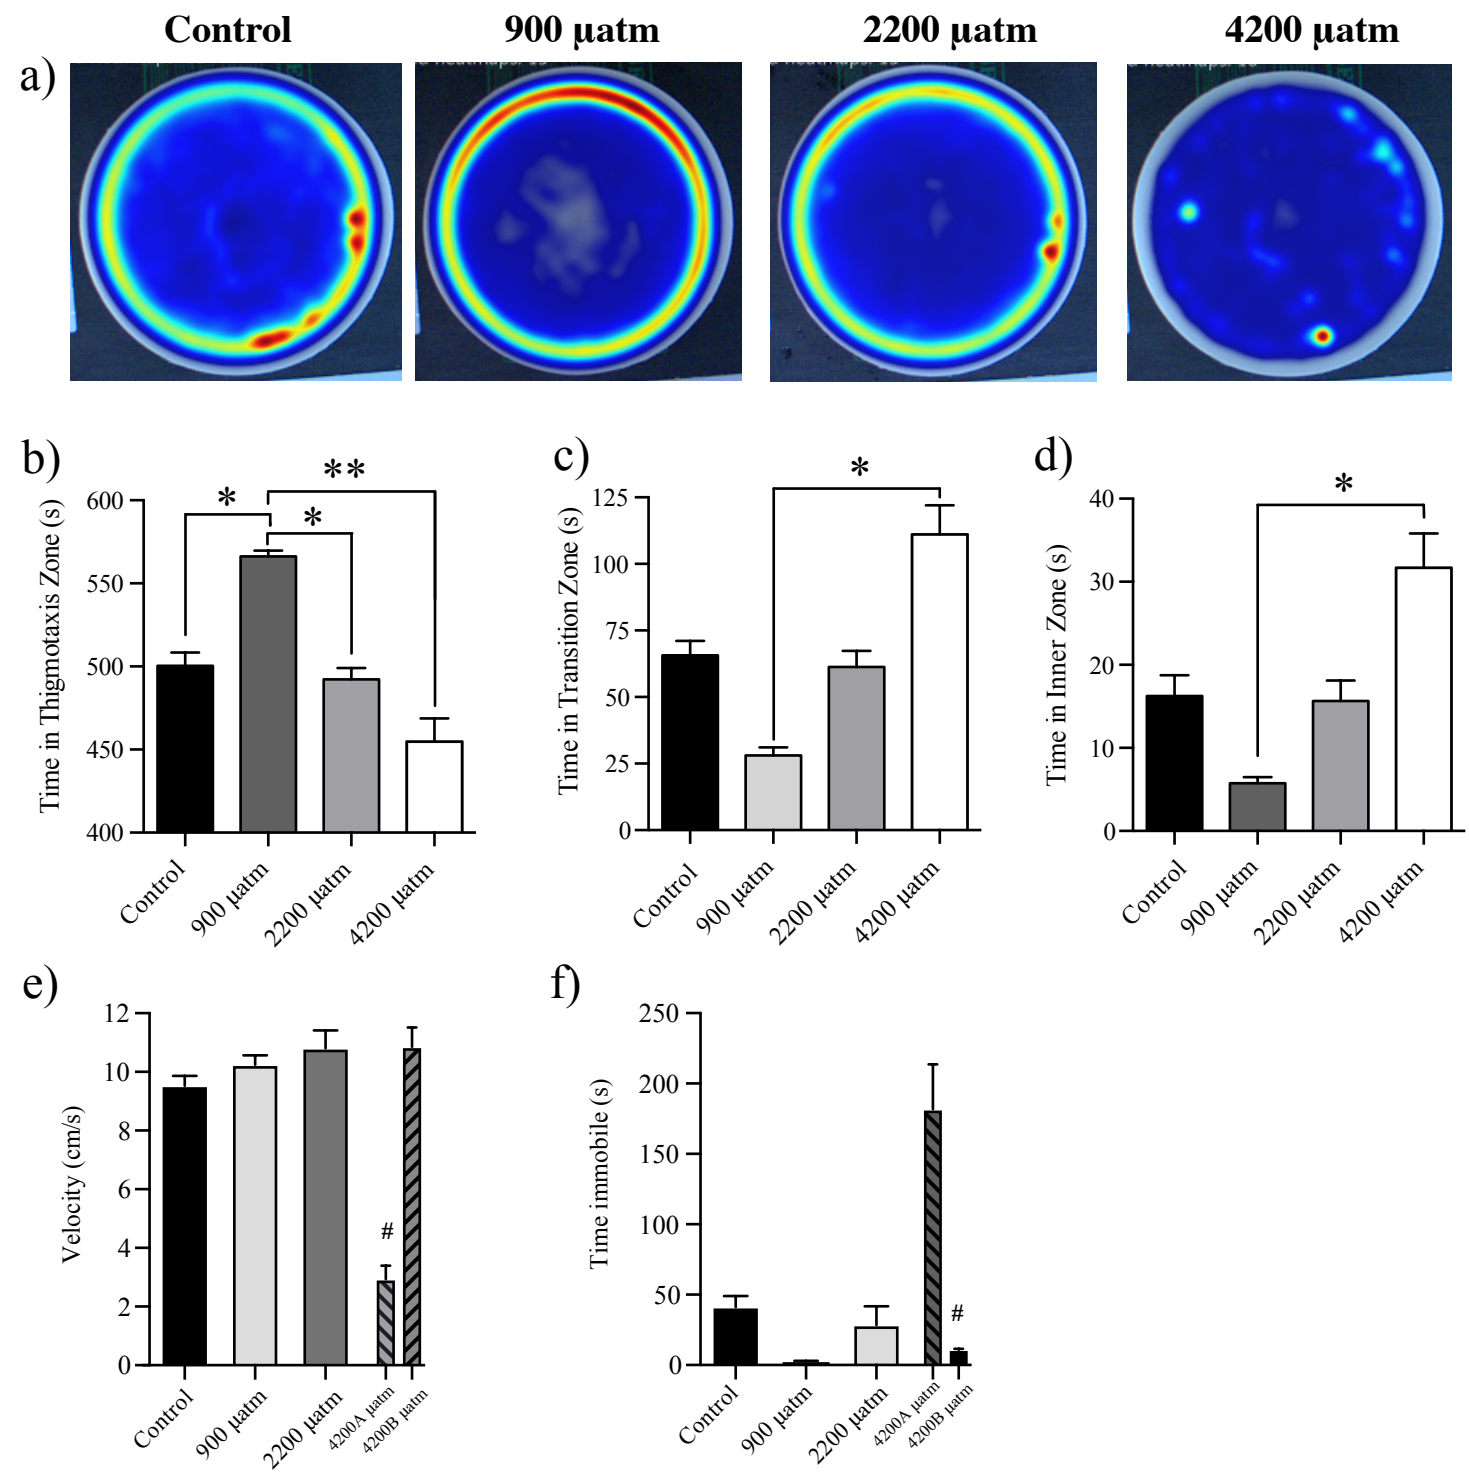 Control 900 µatm 2200 µatm 4200 µatm
a)
b)
**
*
*
Time in Thigmotaxis Zone (s)
600
550
500
450
400
Control
900 µatm
2200 µatm
4200 µatm
c)
*
Time in Transition Zone (s)
125
100
75
50
25
0
Control
900 µatm
2200 µatm
4200 µatm
d)
*
Time in Inner Zone (s)
40
30
20
10
0
Control
900 µatm
2200 µatm
4200 µatm
e)
Velocity (cm/s)
12
10
8
6
4
2
0
#
Control
900 µatm
2200 µatm
4200A µatm
4200B µatm
f)
Time immobile (s)
250
200
150
100
50
0
#
Control
900 µatm
2200 µatm
4200A µatm
4200B µatm